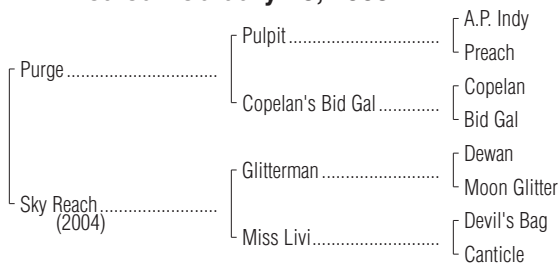 A.P. Indy
Pulpit........................................
Preach
Purge........................................
Copelan
Copelan's Bid Gal................
Bid Gal
Dewan
Glitterman................................
Moon Glitter
Sky Reach................................
(2004)
Devil's Bag
Miss Livi..................................
Canticle